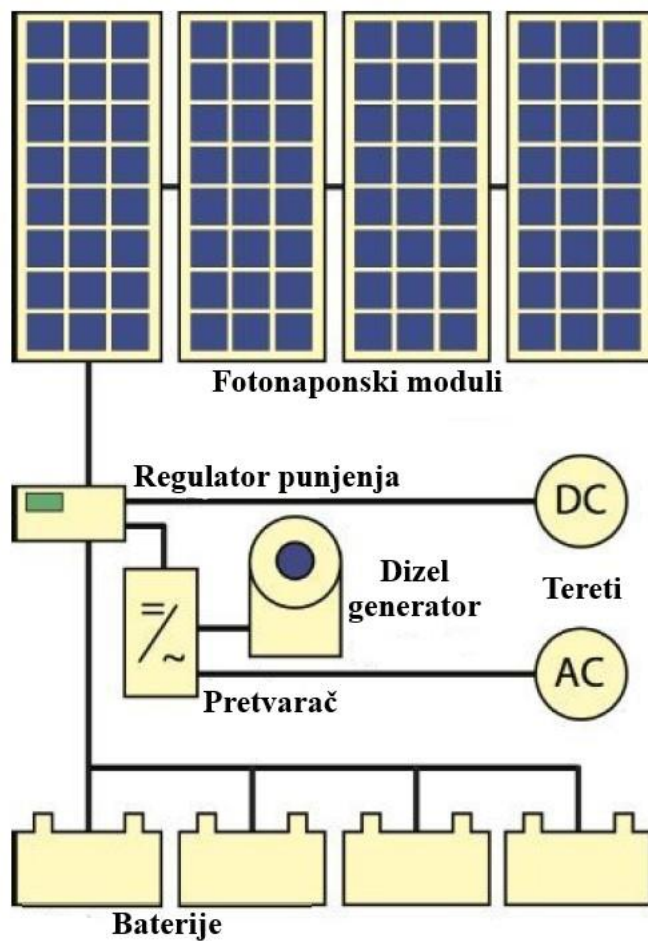 Fotonaponski moduli
Regulator punjenja
DC
Dizel
generator
Tereti
=
~
AC
Pretvarač
Baterije